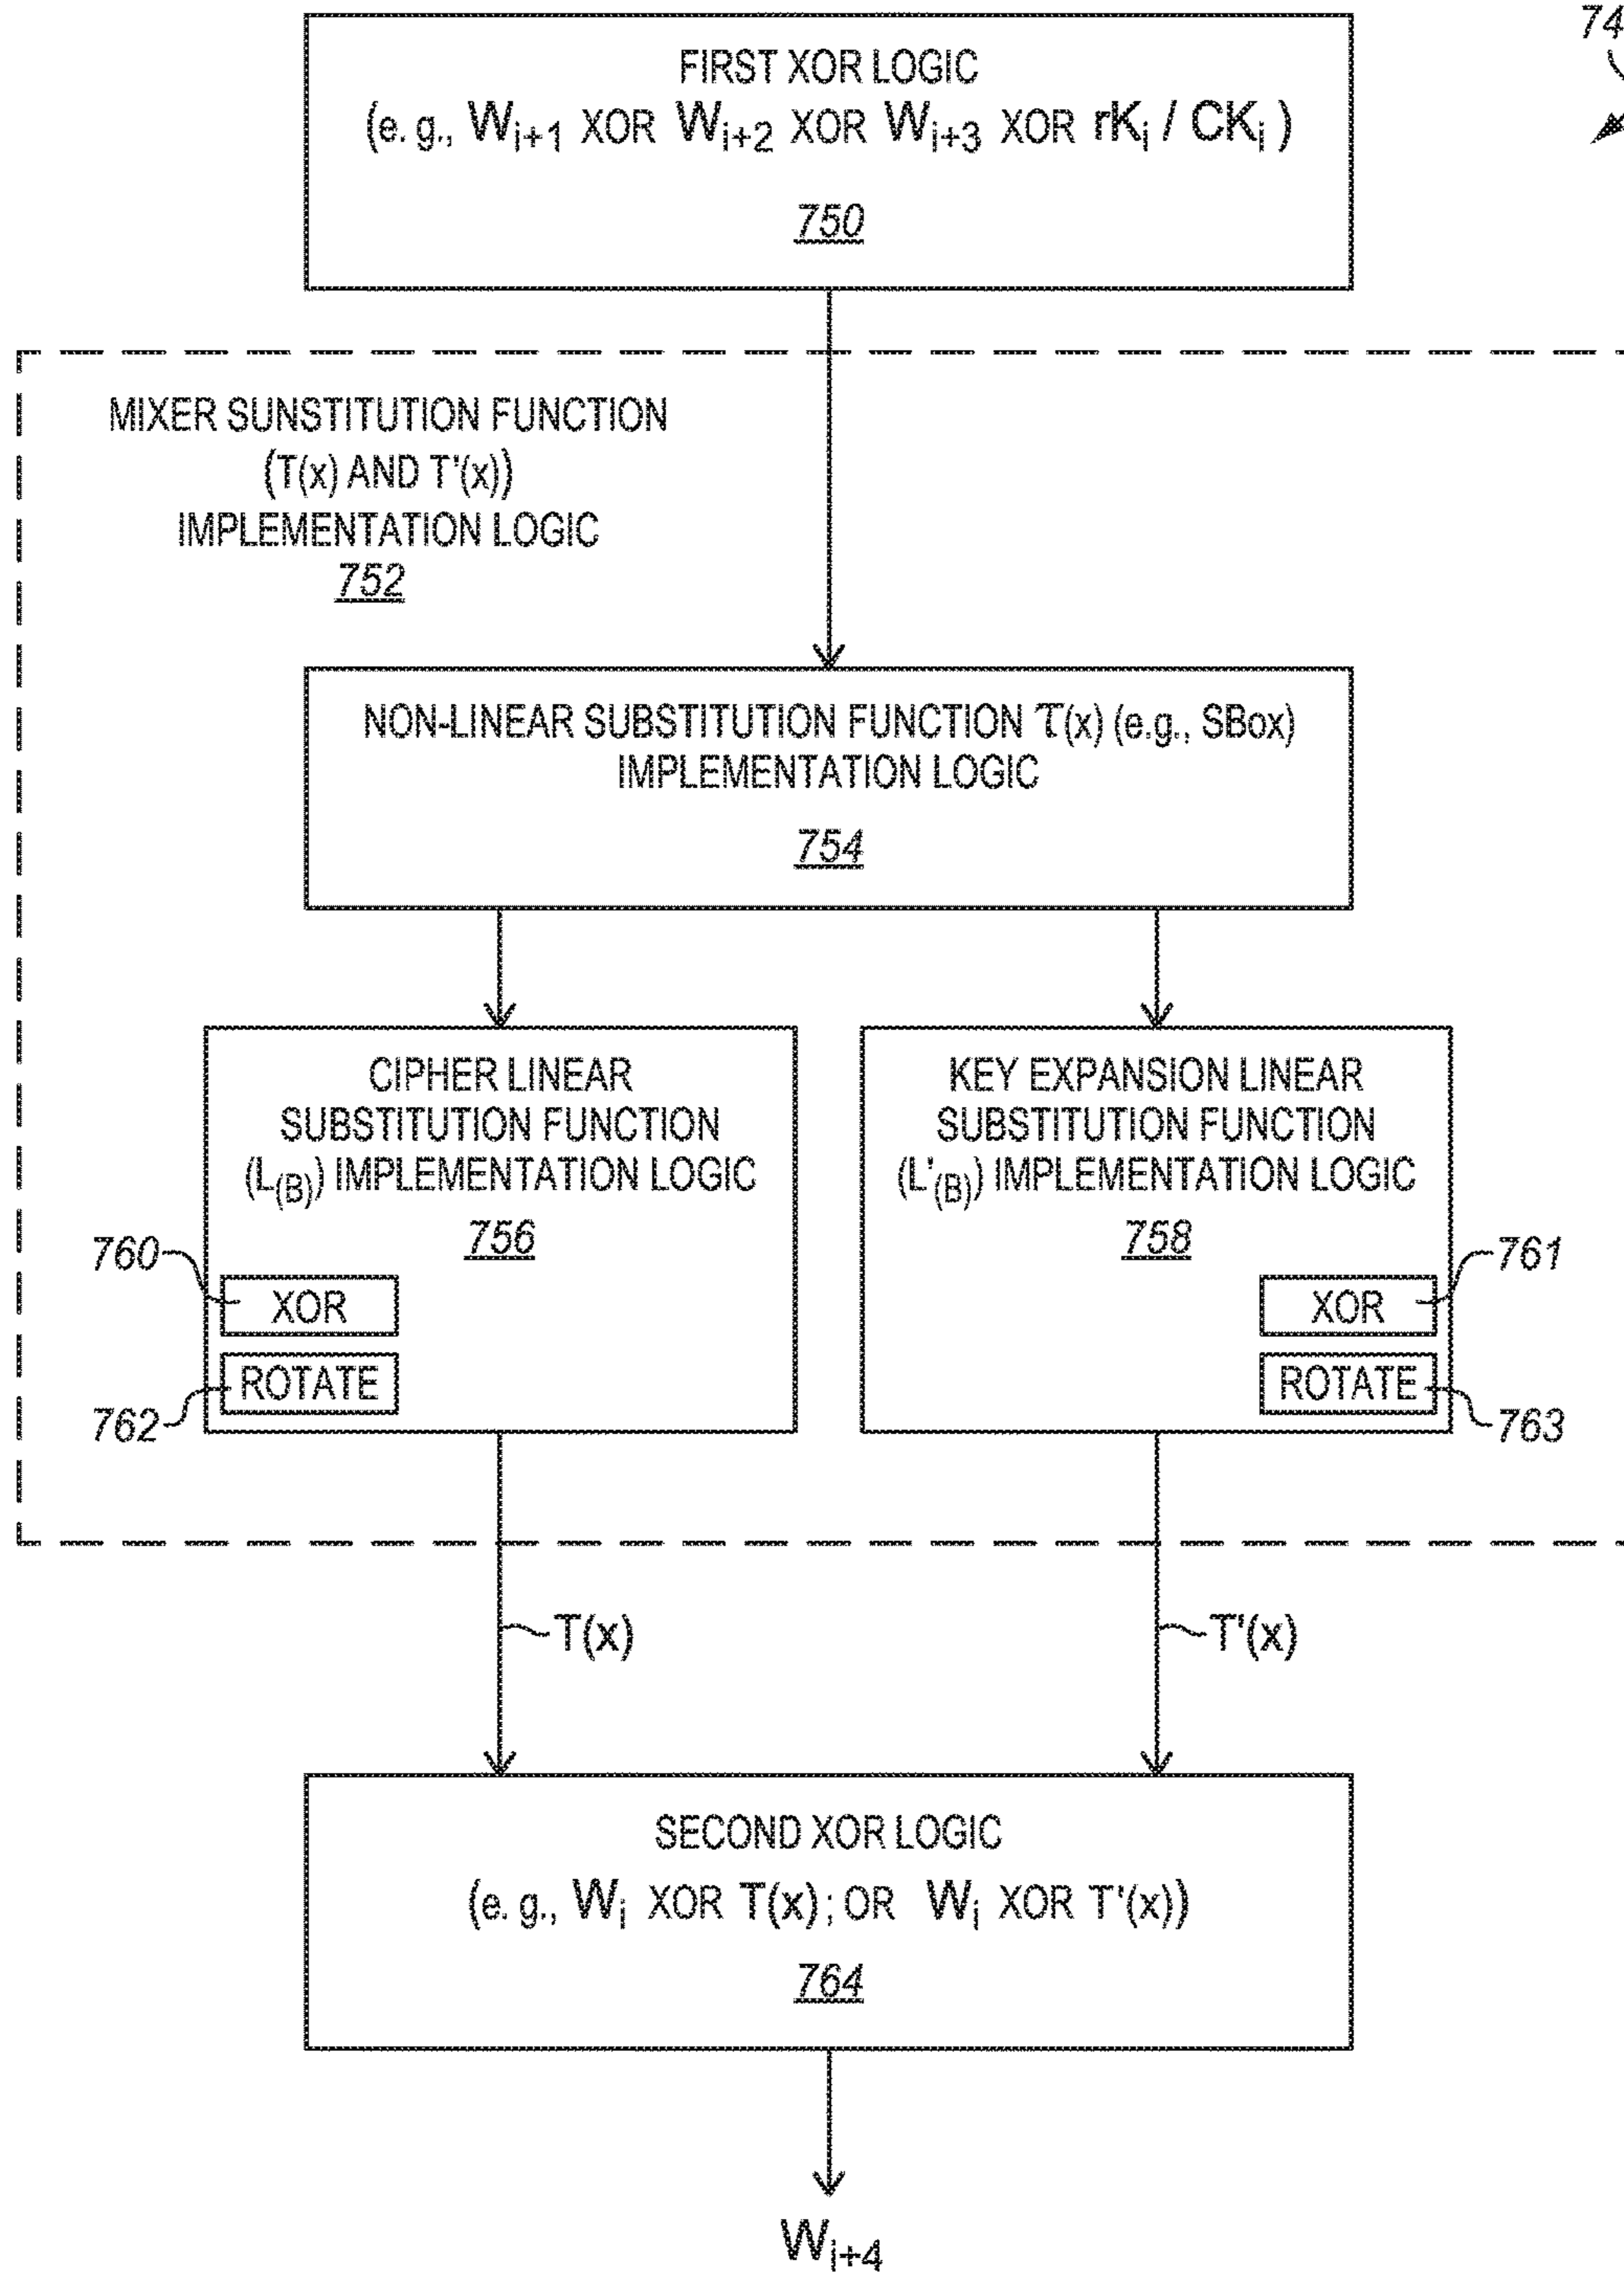 74
FIRST XOR LOGIC
(e. g., Wi+1 XOR Wi+2 XOR Wi+3 XOR rKi / CKi )
750
MIXER SUNSTITUTION FUNCTION
(T(x) AND T'(x))
IMPLEMENTATION LOGIC
752
NON-LINEAR SUBSTITUTION FUNCTION τ(x) (e.g., SBox)
IMPLEMENTATION LOGIC
754
CIPHER LINEAR
SUBSTITUTION FUNCTION
(L(B)) IMPLEMENTATION LOGIC
756
760
XOR
762
ROTATE
KEY EXPANSION LINEAR
SUBSTITUTION FUNCTION
(L'(B)) IMPLEMENTATION LOGIC
758
XOR
761
ROTATE
763
T(x)
T'(x)
SECOND XOR LOGIC
(e. g., Wi XOR T(x); OR Wi XOR T'(x))
764
Wi+4